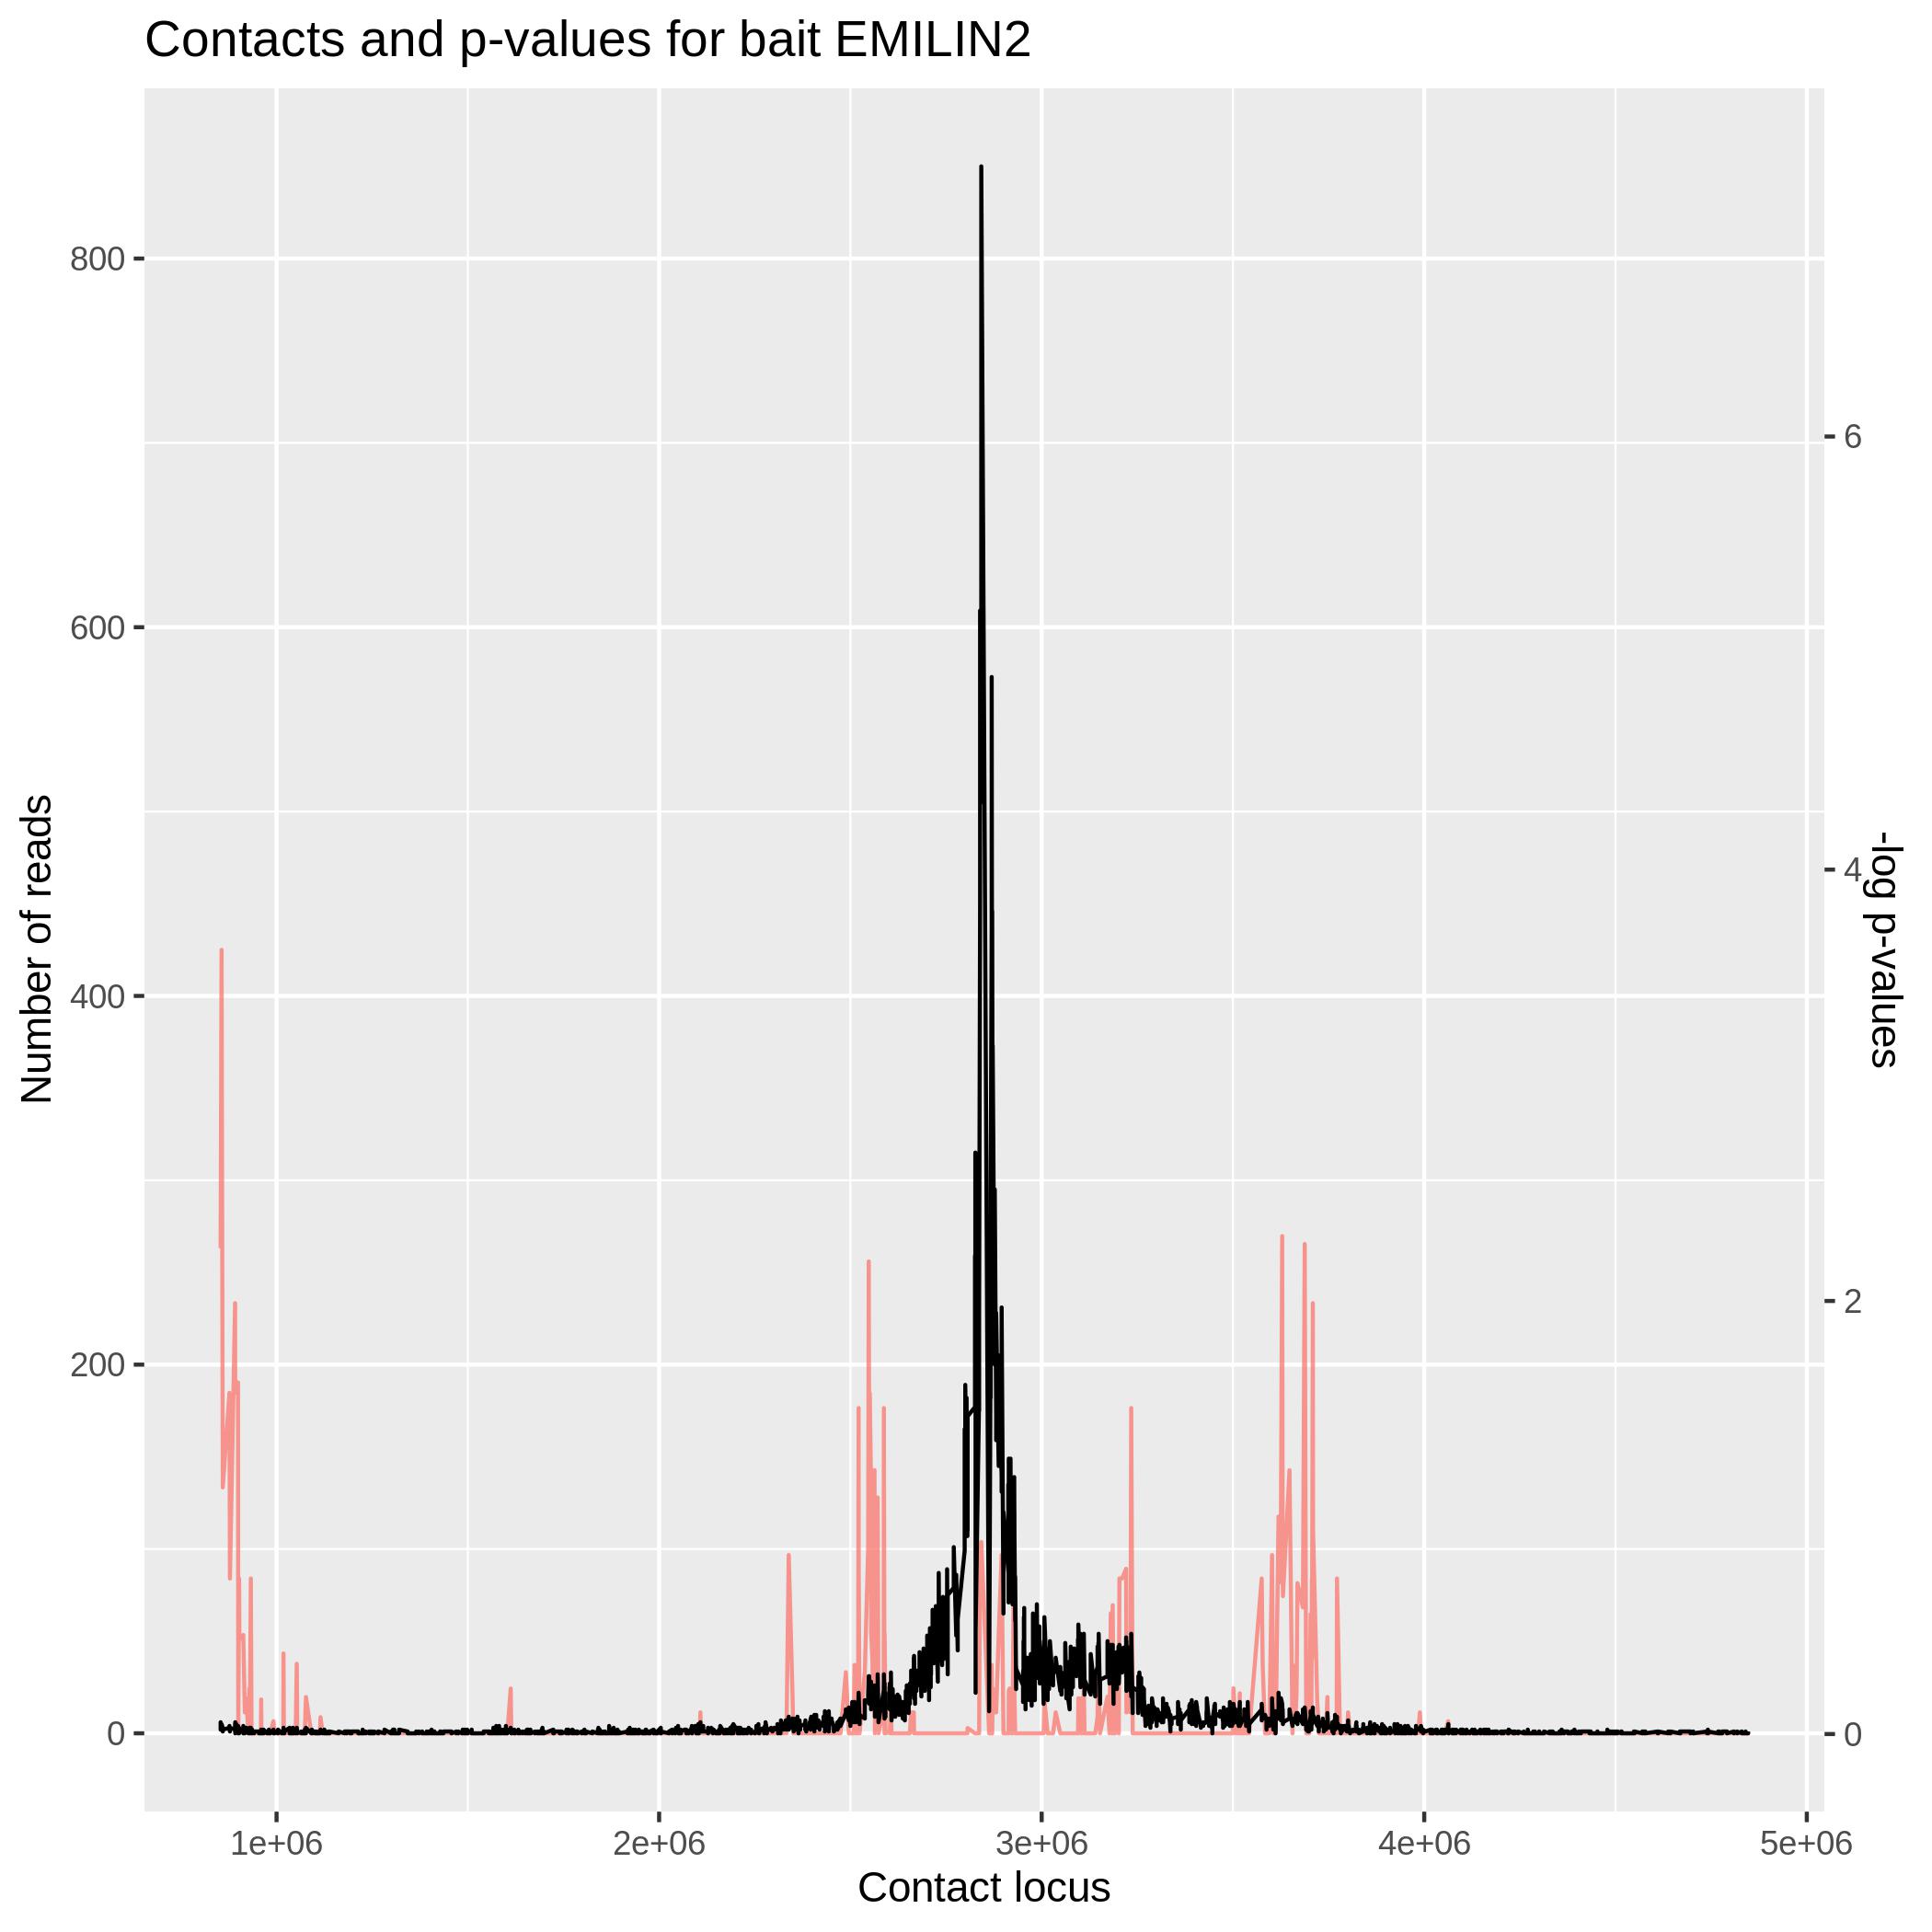 Contacts and p-values for bait EMILIN2
800
600
400
200
0
6
4
2
0
1e+06 2e+06 3e+06 4e+06 5e+06
Number of reads
-log p-values
Contact locus